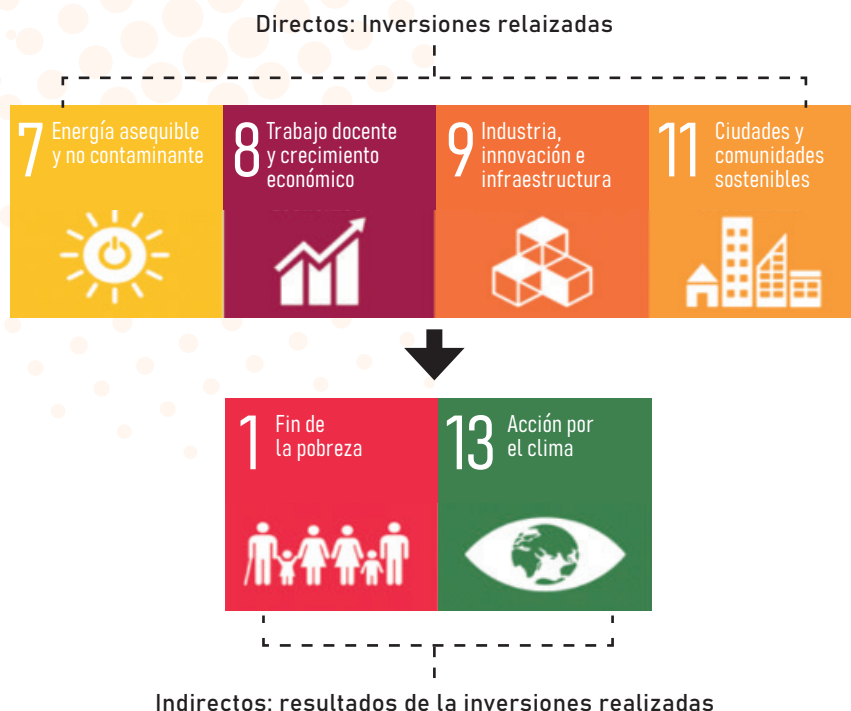 Directos: Inversiones relaizadas
7 Energía asequible
y no contaminante
8 Trabajo docente
y crecimiento
económico
9 Industria,
innovación e
infraestructura
11 Ciudades y
comunidades
sostenibles
1 Fin de
la pobreza
13 Acción por
el clima
Indirectos: resultados de la inversiones realizadas